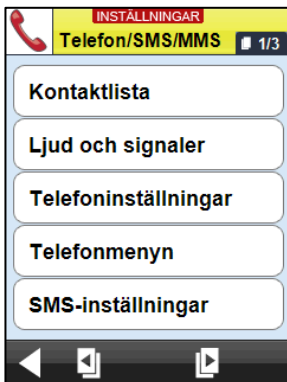 INSTÄLLNINGAR
Telefon/SMS/MMS 1/3
Kontaktlista
Ljud och signaler
Telefoninställningar
Telefonmenyn
SMS-inställningar